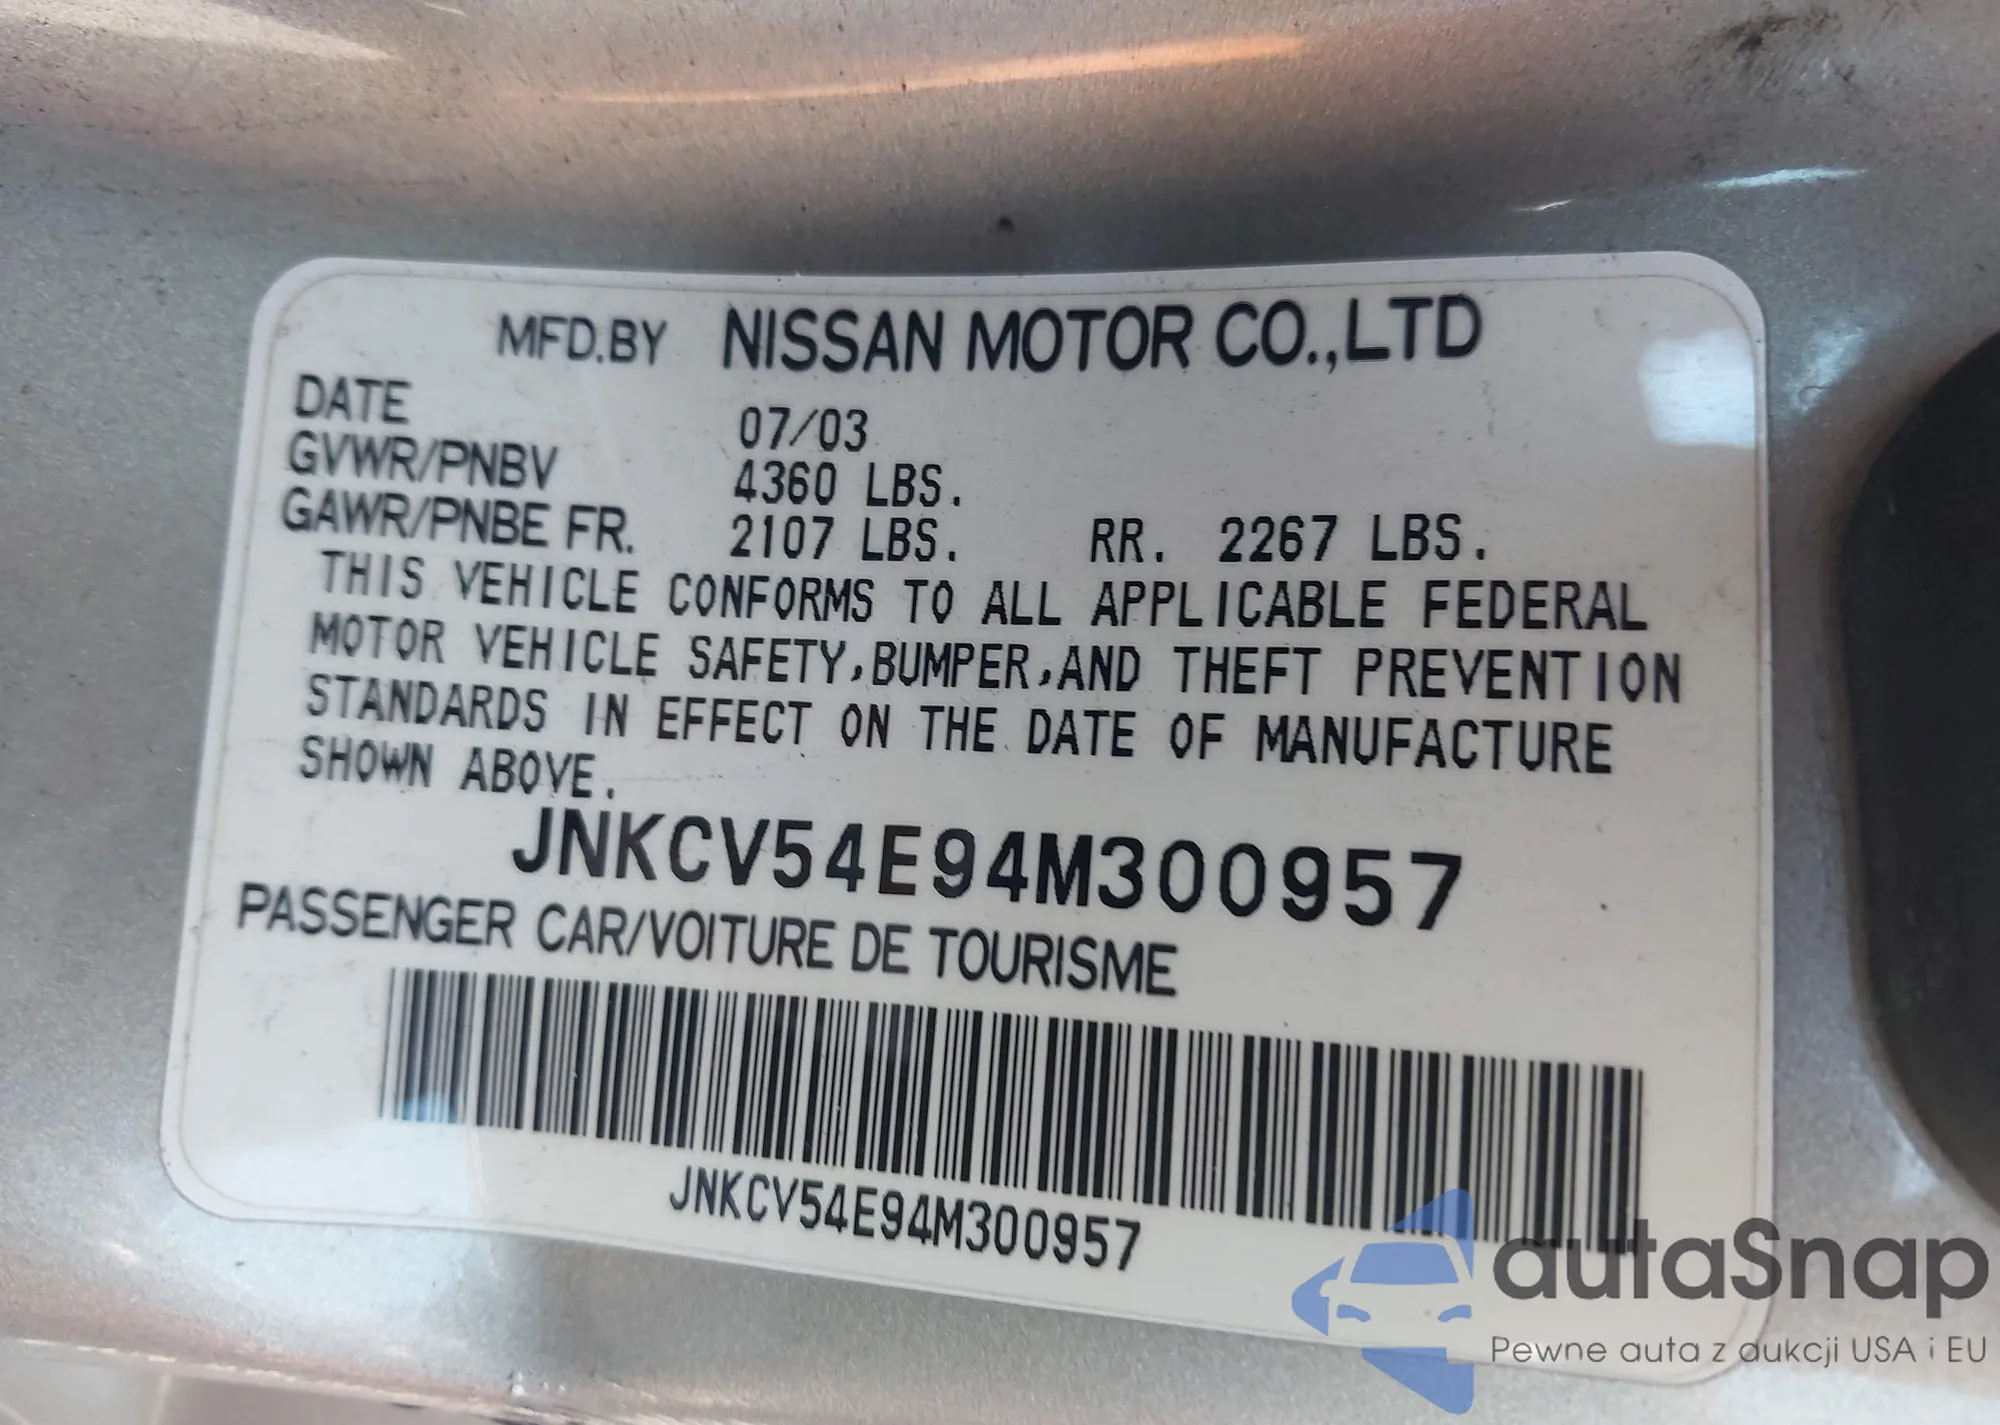 MFD.BY NISSAN MOTOR CO.,LTD
DATE 07/03
GVWR/PNBV 4360 LBS.
GAWR/PNBE FR. 2107 LBS. RR. 2267 LBS.
THIS VEHICLE CONFORMS TO ALL APPLICABLE FEDERAL
MOTOR VEHICLE SAFETY,BUMPER,AND THEFT PREVENTION
STANDARDS IN EFFECT ON THE DATE OF MANUFACTURE
SHOWN ABOVE.
JNKCV54E94M300957
PASSENGER CAR/VOITURE DE TOURISME
JNKCV54E94M300957
autaSnap
Pewne auta z aukcji USA i EU